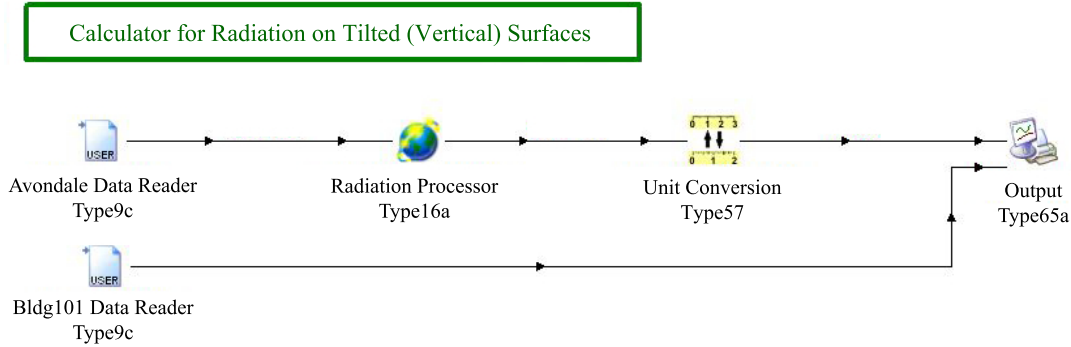 Calculator for Radiation on Tilted (Vertical) Surfaces
USER
0 1 2 3
0 1 2
Avondale Data Reader
Type9c
Radiation Processor
Type16a
Unit Conversion
Type57
Output
Type65a
USER
Bldg101 Data Reader
Type9c